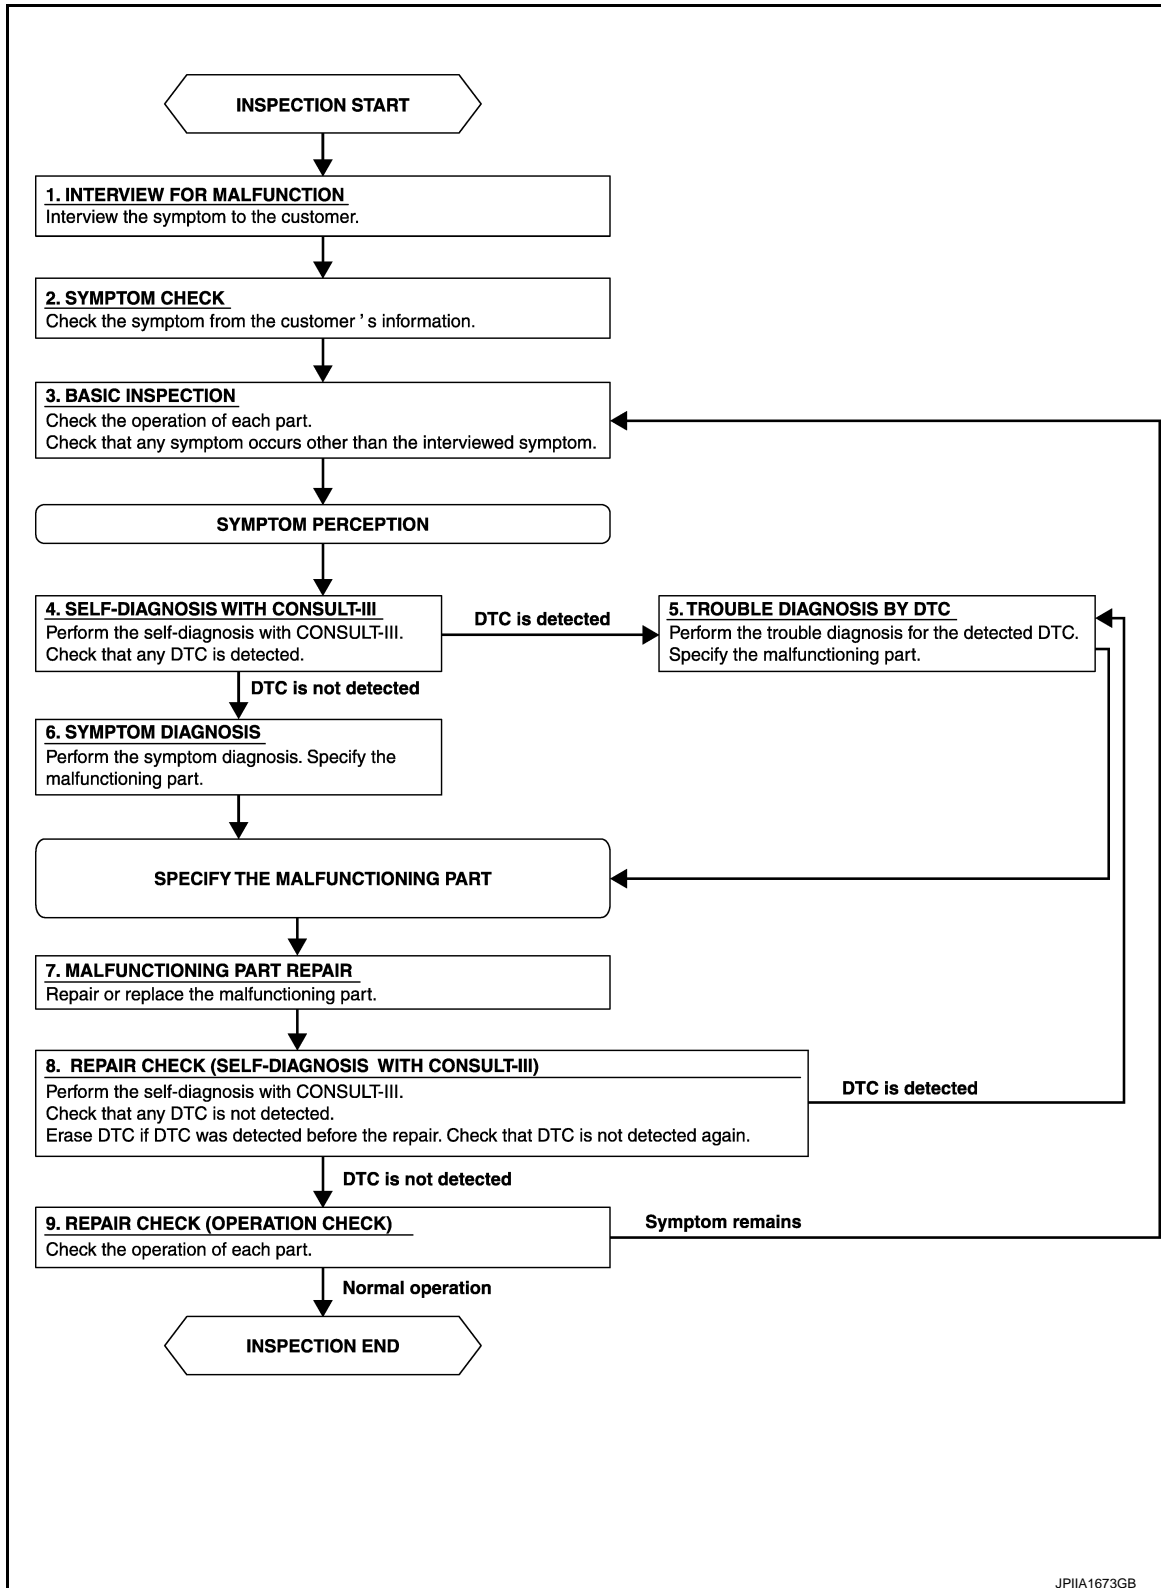 INSPECTION START
1. INTERVIEW FOR MALFUNCTION
Interview the symptom to the customer.
2. SYMPTOM CHECK
Check the symptom from the customer ’ s information.
3. BASIC INSPECTION
Check the operation of each part.
Check that any symptom occurs other than the interviewed symptom.
SYMPTOM PERCEPTION
4. SELF-DIAGNOSIS WITH CONSULT-III
Perform the self-diagnosis with CONSULT-III.
Check that any DTC is detected.
DTC is detected
5. TROUBLE DIAGNOSIS BY DTC
Perform the trouble diagnosis for the detected DTC.
Specify the malfunctioning part.
DTC is not detected
6. SYMPTOM DIAGNOSIS
Perform the symptom diagnosis. Specify the
malfunctioning part.
SPECIFY THE MALFUNCTIONING PART
7. MALFUNCTIONING PART REPAIR
Repair or replace the malfunctioning part.
8. REPAIR CHECK (SELF-DIAGNOSIS WITH CONSULT-III)
Perform the self-diagnosis with CONSULT-III.
Check that any DTC is not detected.
Erase DTC if DTC was detected before the repair. Check that DTC is not detected again.
DTC is detected
DTC is not detected
9. REPAIR CHECK (OPERATION CHECK)
Check the operation of each part.
Symptom remains
Normal operation
INSPECTION END
JPIIA1673GB